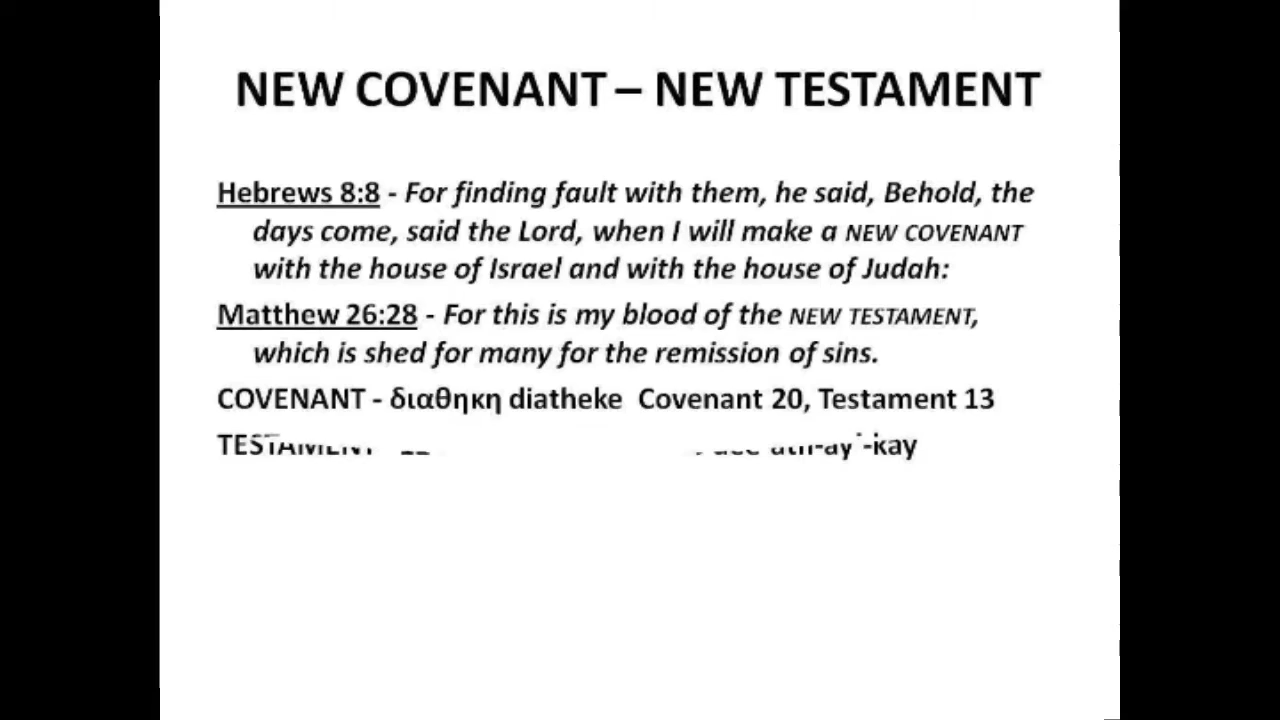 NEW COVENANT – NEW TESTAMENT
Hebrews 8:8 - For finding fault with them, he said, Behold, the
days come, said the Lord, when I will make a NEW COVENANT
with the house of Israel and with the house of Judah:
Matthew 26:28 - For this is my blood of the NEW TESTAMENT,
which is shed for many for the remission of sins.
COVENANT - διαθηκη diatheke Covenant 20, Testament 13
TESTAMENT -kay